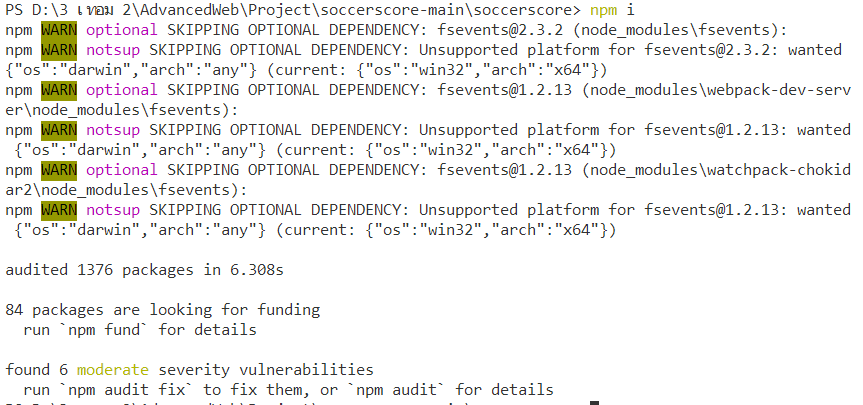 PS D:\3 เทอม 2\AdvancedWeb\Project\soccerscore-main\soccerscore> npm i
npm WARN optional SKIPPING OPTIONAL DEPENDENCY: fsevents@2.3.2 (node_modules\fsevents):
npm WARN notsup SKIPPING OPTIONAL DEPENDENCY: Unsupported platform for fsevents@2.3.2: wanted
{"os":"darwin","arch":"any"} (current: {"os":"win32","arch":"x64"})
npm WARN optional SKIPPING OPTIONAL DEPENDENCY: fsevents@1.2.13 (node_modules\webpack-dev-serv
er\node_modules\fsevents):
npm WARN notsup SKIPPING OPTIONAL DEPENDENCY: Unsupported platform for fsevents@1.2.13: wanted
 {"os":"darwin","arch":"any"} (current: {"os":"win32","arch":"x64"})
npm WARN optional SKIPPING OPTIONAL DEPENDENCY: fsevents@1.2.13 (node_modules\watchpack-chokid
ar2\node_modules\fsevents):
npm WARN notsup SKIPPING OPTIONAL DEPENDENCY: Unsupported platform for fsevents@1.2.13: wanted
 {"os":"darwin","arch":"any"} (current: {"os":"win32","arch":"x64"})
audited 1376 packages in 6.308s
84 packages are looking for funding
  run `npm fund` for details
found 6 moderate severity vulnerabilities
  run `npm audit fix` to fix them, or `npm audit` for details